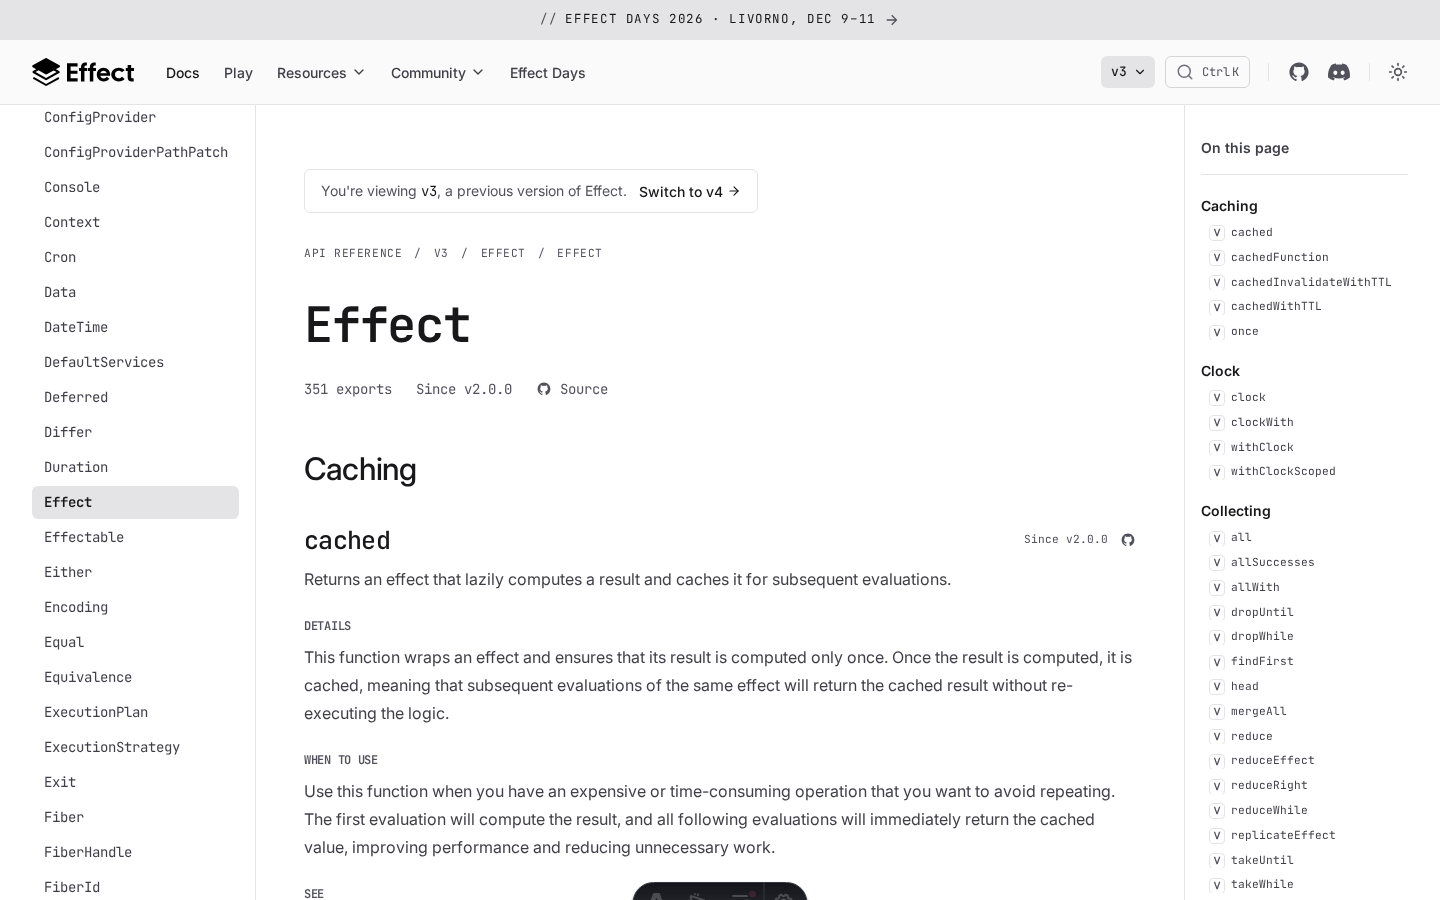 // EFFECT DAYS 2026 · LIVORNO, DEC 9–11 →
Effect
Docs
Play
Resources
Community
Effect Days
v3
Ctrl K
ConfigProvider
ConfigProviderPathPatch
Console
Context
Cron
Data
DateTime
DefaultServices
Deferred
Differ
Duration
Effect
Effectable
Either
Encoding
Equal
Equivalence
ExecutionPlan
ExecutionStrategy
Exit
Fiber
FiberHandle
FiberId
You're viewing v3, a previous version of Effect. Switch to v4 →
API REFERENCE / V3 / EFFECT / EFFECT
Effect
351 exports Since v2.0.0 Source
Caching
cached
Since v2.0.0
Returns an effect that lazily computes a result and caches it for subsequent evaluations.
DETAILS
This function wraps an effect and ensures that its result is computed only once. Once the result is computed, it is
cached, meaning that subsequent evaluations of the same effect will return the cached result without re-
executing the logic.
WHEN TO USE
Use this function when you have an expensive or time-consuming operation that you want to avoid repeating.
The first evaluation will compute the result, and all following evaluations will immediately return the cached
value, improving performance and reducing unnecessary work.
SEE
On this page
Caching
V cached
V cachedFunction
V cachedInvalidateWithTTL
V cachedWithTTL
V once
Clock
V clock
V clockWith
V withClock
V withClockScoped
Collecting
V all
V allSuccesses
V allWith
V dropUntil
V dropWhile
V findFirst
V head
V mergeAll
V reduce
V reduceEffect
V reduceRight
V reduceWhile
V replicateEffect
V takeUntil
V takeWhile